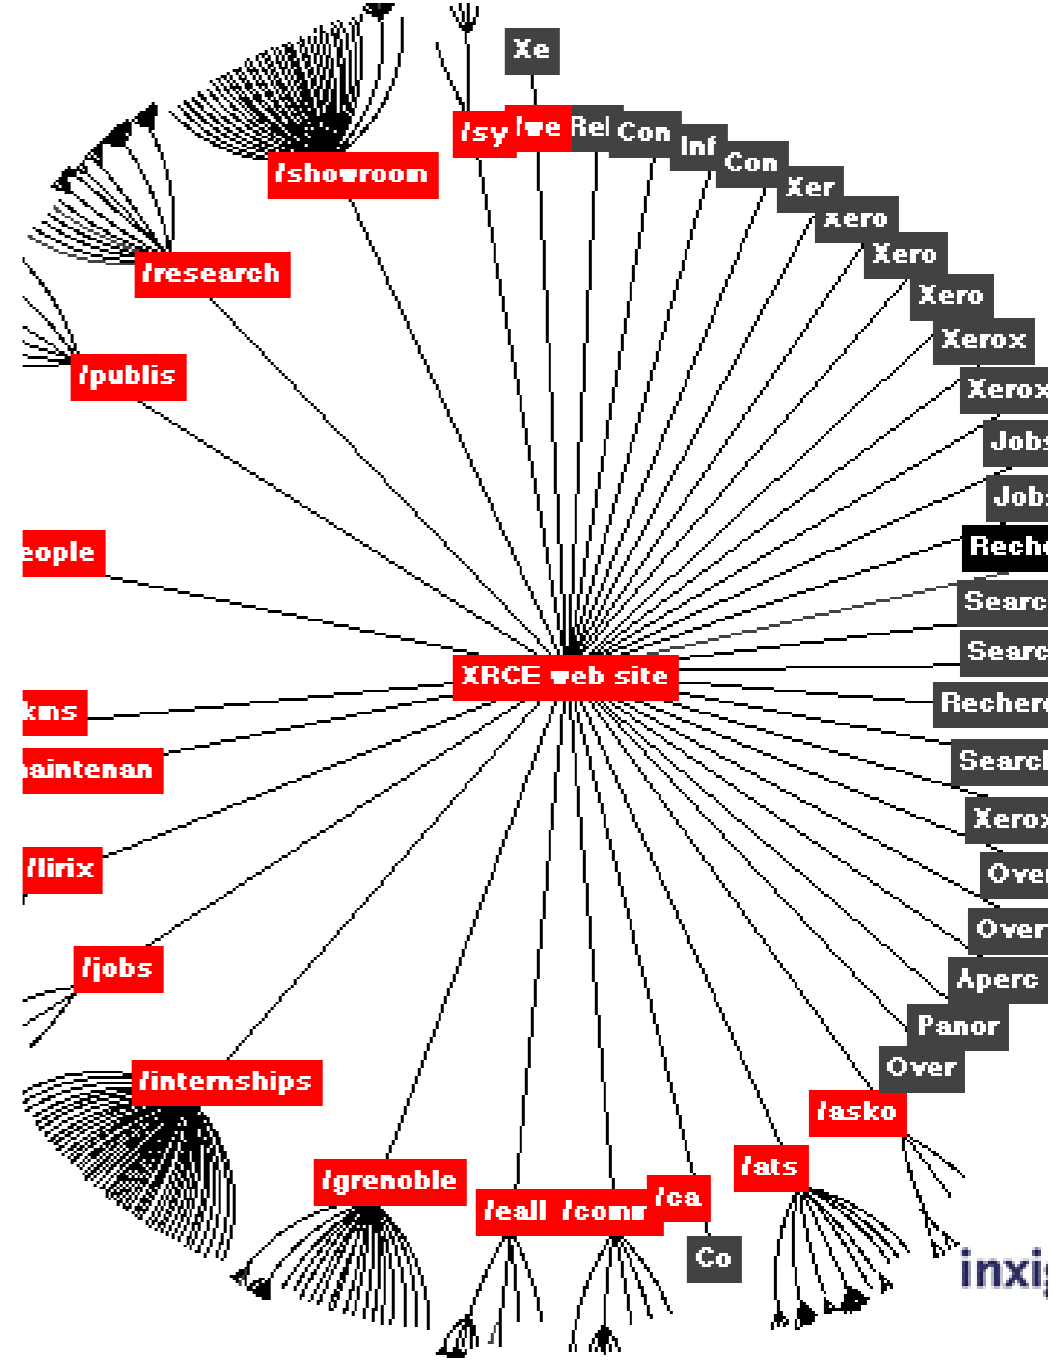 Xe
/sy
/we
Rel
Con
Inf
Con
/showroom
Xer
Xero
Xero
/research
Xero
Xerox
/publis
Xerox
Jobs
Job
eople
Reche
Searc
Searc
XRCE web site
Recherc
kms
Search
aintenan
Xerox
/lirix
Over
Over
/jobs
Aperc
Panor
Over
/internships
/asko
/ats
/grenoble
/ca
/eall
/comm
Co
inxig